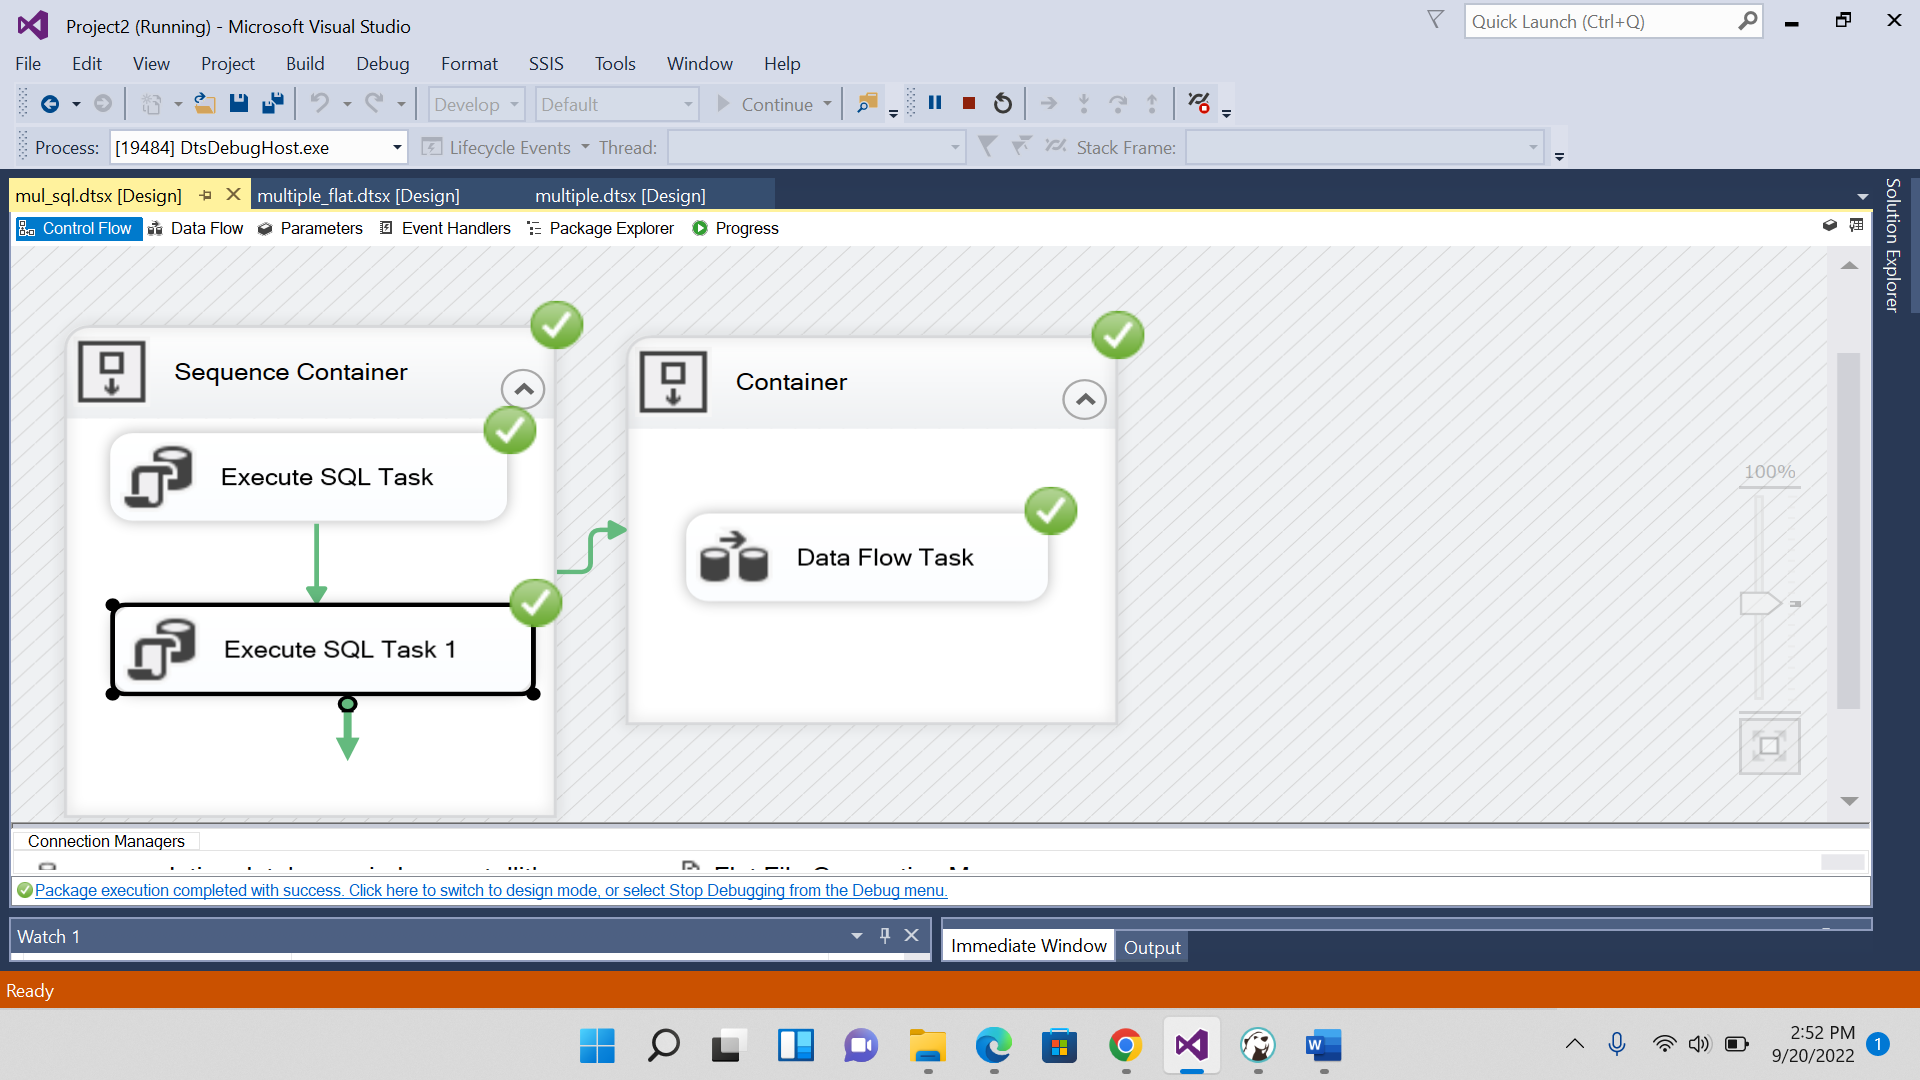 Project2 (Running) - Microsoft Visual Studio
Quick Launch (Ctrl+Q)
File Edit View Project Build Debug Format SSIS Tools Window Help
Develop Default Continue
Process: [19484] DtsDebugHost.exe Lifecycle Events Thread: Stack Frame:
mul_sql.dtsx [Design] multiple_flat.dtsx [Design] multiple.dtsx [Design]
Solution Explorer
Control Flow Data Flow Parameters Event Handlers Package Explorer Progress
Sequence Container
Container
Execute SQL Task
100%
Data Flow Task
Execute SQL Task 1
Connection Managers
Package execution completed with success. Click here to switch to design mode, or select Stop Debugging from the Debug menu.
Watch 1
Immediate Window Output
Ready
2:52 PM
9/20/2022
1